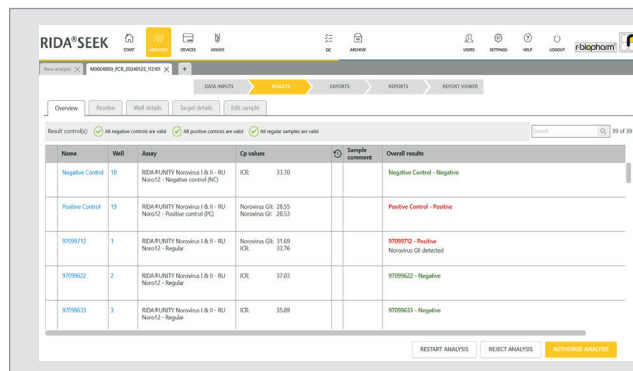 RIDA®SEEK
START
ANALYSIS
DEVICES
ASSAYS
QC
ARCHIVE
USERS
SETTINGS
HELP
LOGOUT
r-biopharm®
New analysis
M0004800_PCR_20240125_112101
+
DATA INPUTS
RESULTS
EXPORTS
REPORTS
REPORT VIEWER
Overview
Resolve
Well details
Target details
Edit sample
Result control(s):
All negative controls are valid
All positive controls are valid
All regular samples are valid
Search
39 of 39
Name
Well
Assay
Cp values
Sample comment
Overall results
Negative Control
18
RIDA®UNITY Norovirus I & II - RU
Noro12 - Negative control (NC)
ICR: 33.70
Negative Control - Negative
Positive Control
19
RIDA®UNITY Norovirus I & II - RU
Noro12 - Positive control (PC)
Norovirus GII: 28.55
Norovirus GI: 28.53
Positive Control - Positive
97099712
1
RIDA®UNITY Norovirus I & II - RU
Noro12 - Regular
Norovirus GII: 31.69
ICR: 33.76
97099712 - Positive
Norovirus GII detected
97099622
2
RIDA®UNITY Norovirus I & II - RU
Noro12 - Regular
ICR: 37.03
97099622 - Negative
97099633
3
RIDA®UNITY Norovirus I & II - RU
Noro12 - Regular
ICR: 35.89
97099633 - Negative
RESTART ANALYSIS
REJECT ANALYSIS
AUTHORISE ANALYSIS